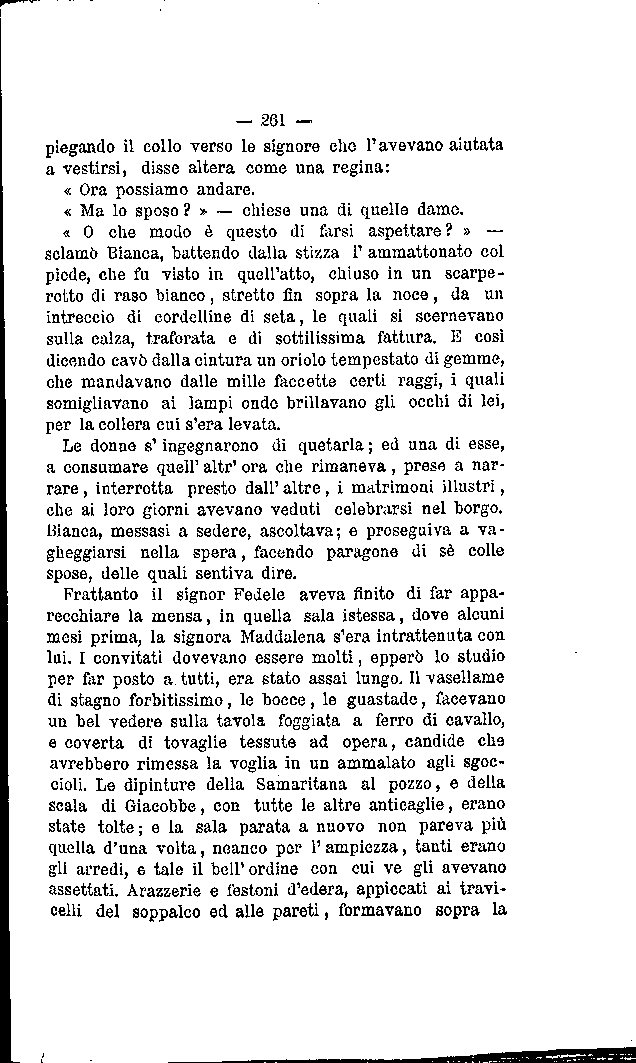 — 261 —
piegando il collo verso le signore che l'avevano aiutata
a vestirsi, disse altera come una regina:
« Ora possiamo andare.
« Ma lo sposo? » — chiese una di quelle dame.
« O che modo è questo di farsi aspettare? » —
sclamò Bianca, battendo dalla stizza l' ammattonato col
piede, che fu visto in quell'atto, chiuso in un scarpe-
rotto di raso bianco, stretto fin sopra la noce, da un
intreccio di cordelline di seta, le quali si scernevano
sulla calza, traforata e di sottilissima fattura. E così
dicendo cavò dalla cintura un oriolo tempestato di gemme,
che mandavano dalle mille faccette certi raggi, i quali
somigliavano ai lampi onde brillavano gli occhi di lei,
per la collera cui s'era levata.
Le donne s' ingegnarono di quetarla; ed una di esse,
a consumare quell' altr' ora che rimaneva, prese a nar-
rare, interrotta presto dall' altre, i matrimoni illustri,
che ai loro giorni avevano veduti celebrarsi nel borgo.
Bianca, messasi a sedere, ascoltava; e proseguiva a va-
gheggiarsi nella spera, facendo paragone di sè colle
spose, delle quali sentiva dire.
Frattanto il signor Fedele aveva finito di far appa-
recchiare la mensa, in quella sala istessa, dove alcuni
mesi prima, la signora Maddalena s'era intrattenuta con
lui. I convitati dovevano essere molti, epperò lo studio
per far posto a tutti, era stato assai lungo. Il vasellame
di stagno forbitissimo, le bocce, le guastade, facevano
un bel vedere sulla tavola foggiata a ferro di cavallo,
e coverta di tovaglie tessute ad opera, candide che
avrebbero rimessa la voglia in un ammalato agli sgoc-
cioli. Le dipinture della Samaritana al pozzo, e della
scala di Giacobbe, con tutte le altre anticaglie, erano
state tolte; e la sala parata a nuovo non pareva più
quella d'una volta, neanco per l' ampiezza, tanti erano
gli arredi, e tale il bell' ordine con cui ve gli avevano
assettati. Arazzerie e festoni d'edera, appiccati ai travi-
celli del soppalco ed alle pareti, formavano sopra la